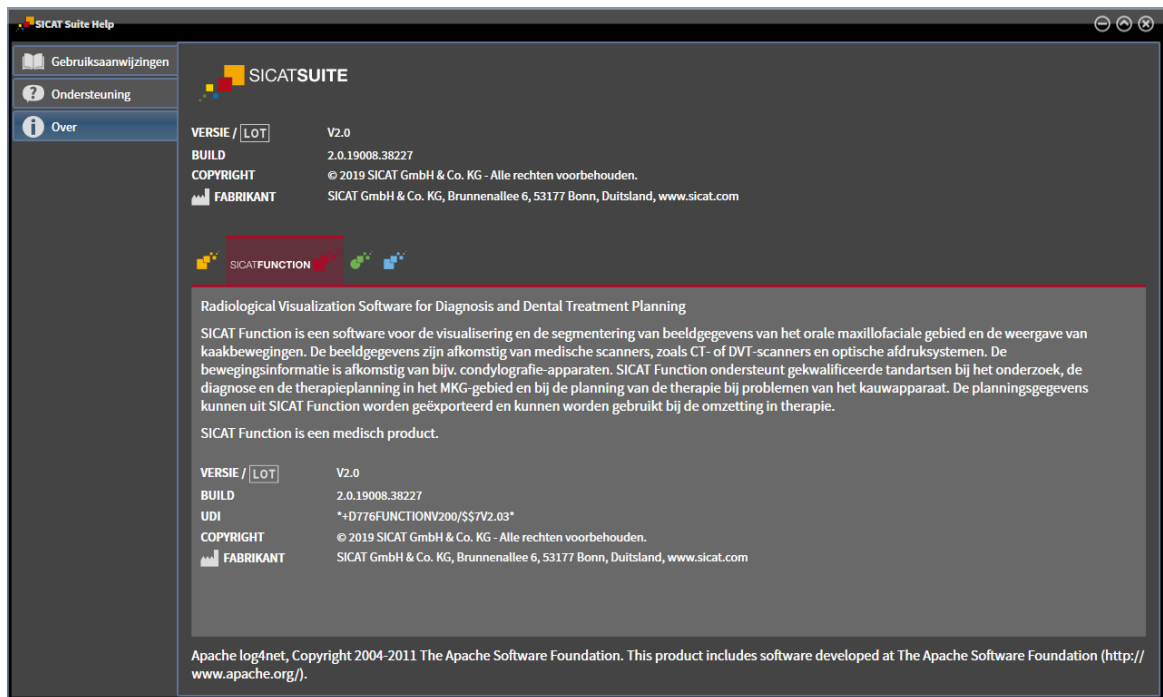 SICAT Suite Help
Gebruiksaanwijzingen
Ondersteuning
Over
SICATSUITE
VERSIE / LOT V2.0
BUILD 2.0.19008.38227
COPYRIGHT © 2019 SICAT GmbH & Co. KG - Alle rechten voorbehouden.
FABRIKANT SICAT GmbH & Co. KG, Brunnenallee 6, 53177 Bonn, Duitsland, www.sicat.com
SICATFUNCTION
Radiological Visualization Software for Diagnosis and Dental Treatment Planning
SICAT Function is een software voor de visualisering en de segmentering van beeldgegevens van het orale maxillofaciale gebied en de weergave van
kaakbewegingen. De beeldgegevens zijn afkomstig van medische scanners, zoals CT- of DVT-scanners en optische afdruksystemen. De
bewegingsinformatie is afkomstig van bijv. condylografie-apparaten. SICAT Function ondersteunt gekwalificeerde tandartsen bij het onderzoek, de
diagnose en de therapieplanning in het MKG-gebied en bij de planning van de therapie bij problemen van het kauwapparaat. De planningsgegevens
kunnen uit SICAT Function worden geëxporteerd en kunnen worden gebruikt bij de omzetting in therapie.
SICAT Function is een medisch product.
VERSIE / LOT V2.0
BUILD 2.0.19008.38227
UDI *+D776FUNCTIONV200/$$7V2.03*
COPYRIGHT © 2019 SICAT GmbH & Co. KG - Alle rechten voorbehouden.
FABRIKANT SICAT GmbH & Co. KG, Brunnenallee 6, 53177 Bonn, Duitsland, www.sicat.com
Apache log4net, Copyright 2004-2011 The Apache Software Foundation. This product includes software developed at The Apache Software Foundation (http://
www.apache.org/).